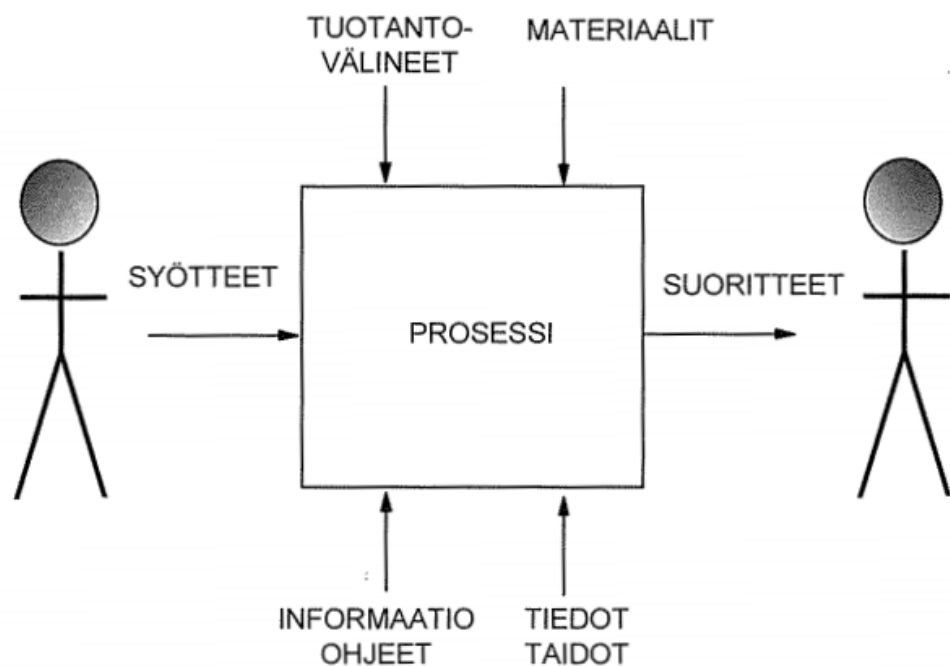 TUOTANTO-
VÄLINEET
MATERIAALIT
SYÖTTEET
PROSESSI
SUORITTEET
INFORMAATIO
OHJEET
TIEDOT
TAIDOT